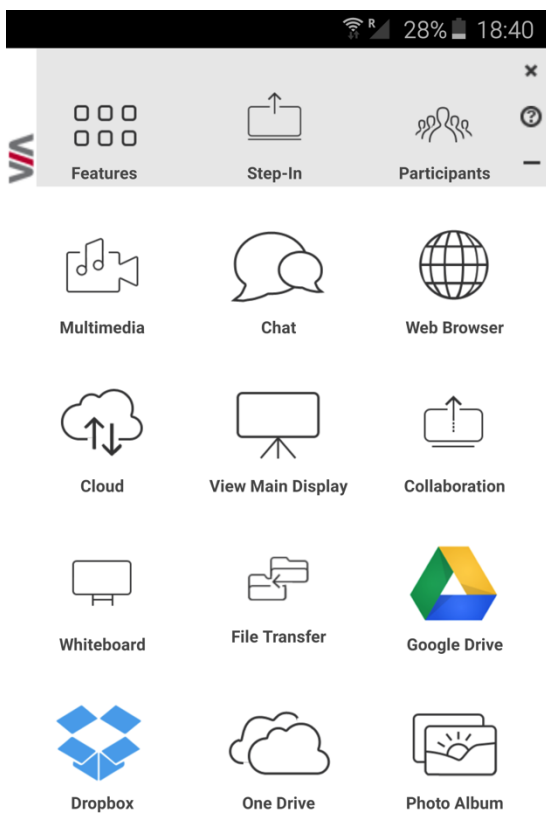 R 28% 18:40
Features Step-In Participants
Multimedia Chat Web Browser
Cloud View Main Display Collaboration
Whiteboard File Transfer Google Drive
Dropbox One Drive Photo Album